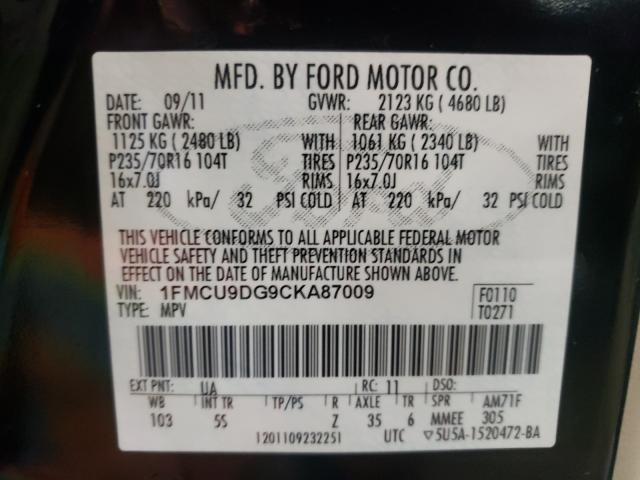 MFD. BY FORD MOTOR CO.
DATE: 09/11 GVWR: 2123 KG ( 4680 LB)
FRONT GAWR: REAR GAWR:
1125 KG ( 2480 LB) WITH 1061 KG ( 2340 LB) WITH
P235/70R16 104T TIRES P235/70R16 104T TIRES
16x7.0J RIMS 16x7.0J RIMS
AT 220 kPa/ 32 PSI COLD AT 220 kPa/ 32 PSI COLD
Ford
THIS VEHICLE CONFORMS TO ALL APPLICABLE FEDERAL MOTOR
VEHICLE SAFETY AND THEFT PREVENTION STANDARDS IN
EFFECT ON THE DATE OF MANUFACTURE SHOWN ABOVE.
VIN: 1FMCU9DG9CKA87009 F0110
TYPE: MPV T0271
EXT PNT: UA RC: 11 DSO:
WB INT TR TP/PS R AXLE TR SPR AM71F
103 5S Z 35 6 MMEE 305
1201109232251 UTC ▽5U5A-1520472-BA